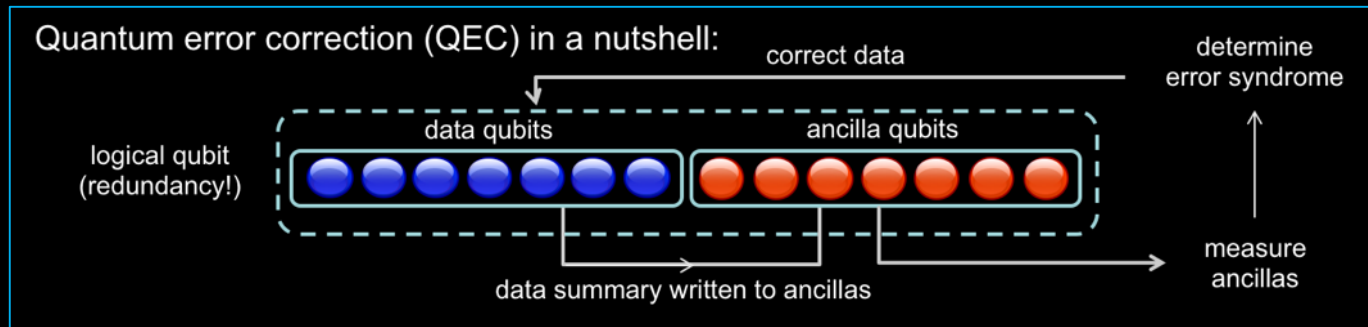 Quantum error correction (QEC) in a nutshell:
correct data
determine
error syndrome
data qubits
ancilla qubits
logical qubit
(redundancy!)
measure
ancillas
data summary written to ancillas